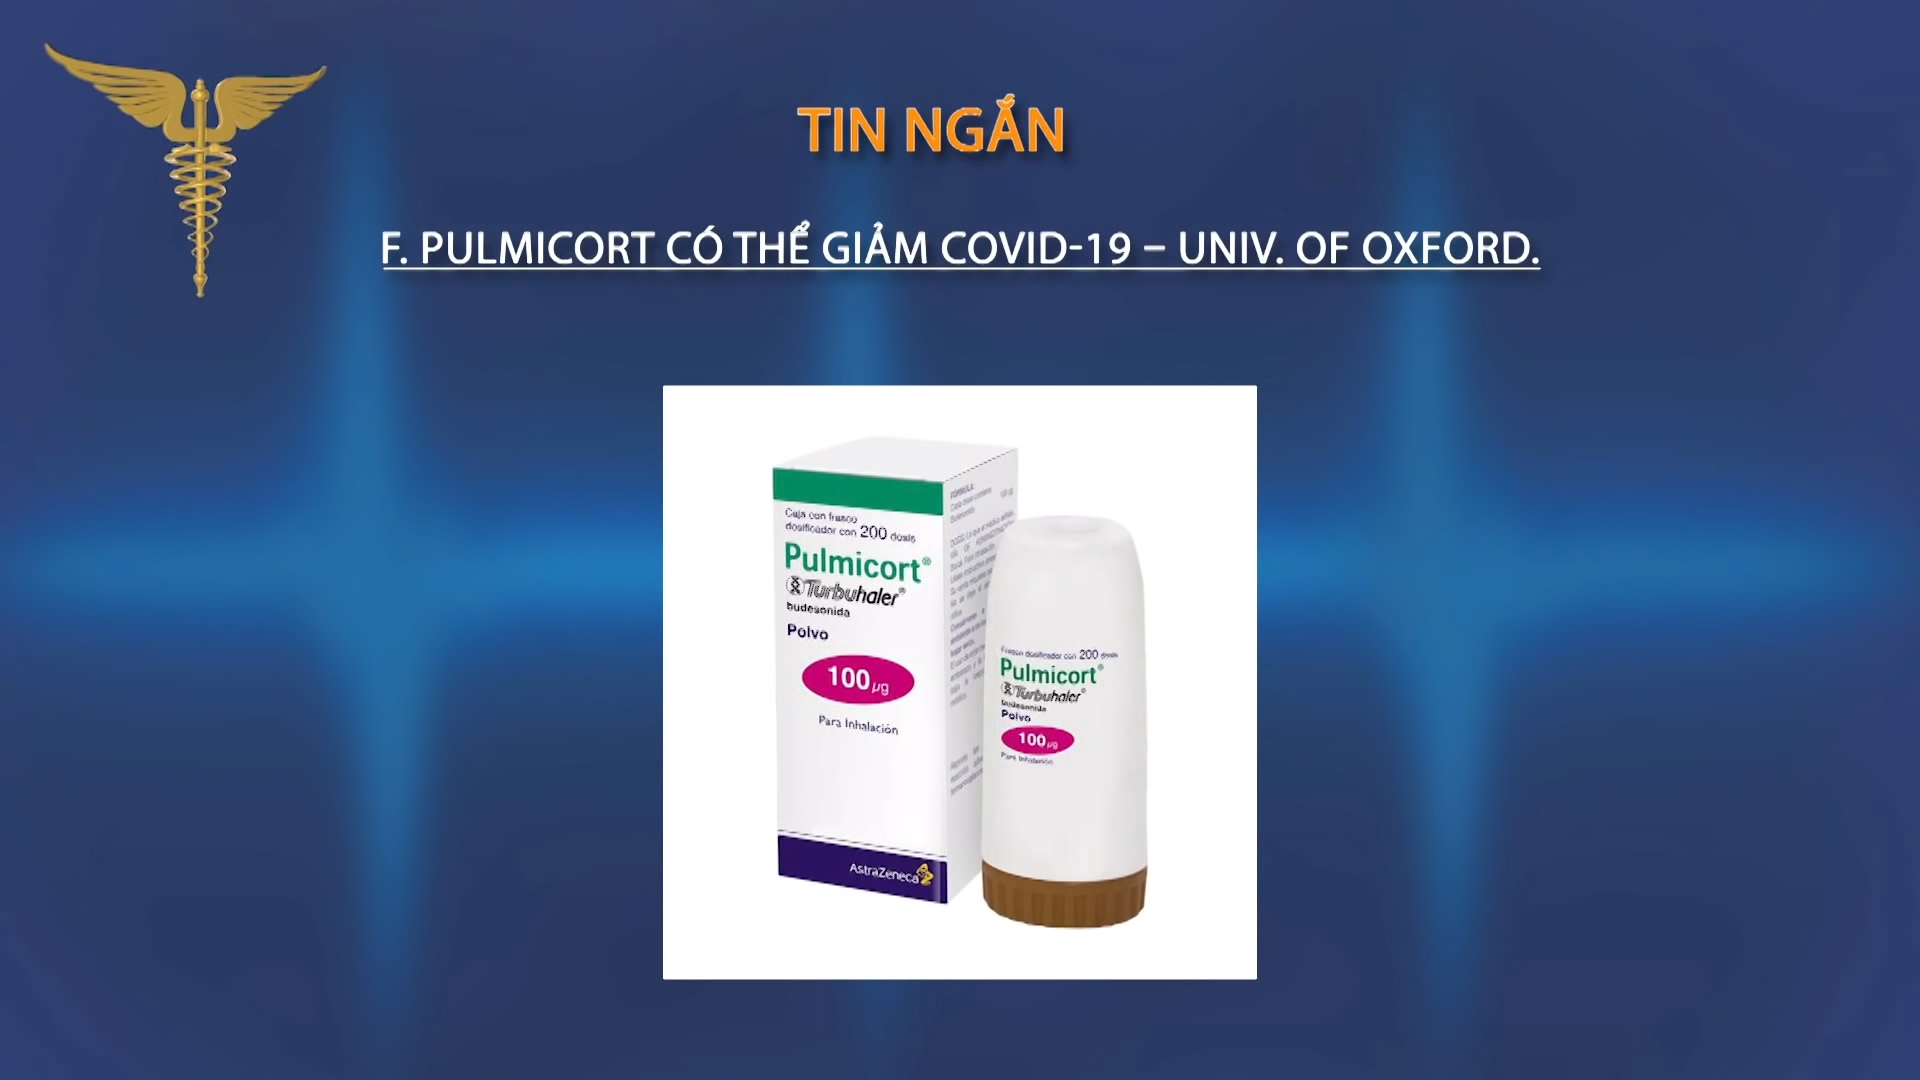 TIN NGẮN
F. PULMICORT CÓ THỂ GIẢM COVID-19 – UNIV. OF OXFORD.
Caja con frasco
dosificador con 200 dosis
Pulmicort®
Turbuhaler®
budesonida
Polvo
100 µg
Para Inhalación
AstraZeneca
FÓRMULA:
Frasco dosificador con 200 dosis
Pulmicort®
Turbuhaler®
budesonida
Polvo
100 µg
Para Inhalación